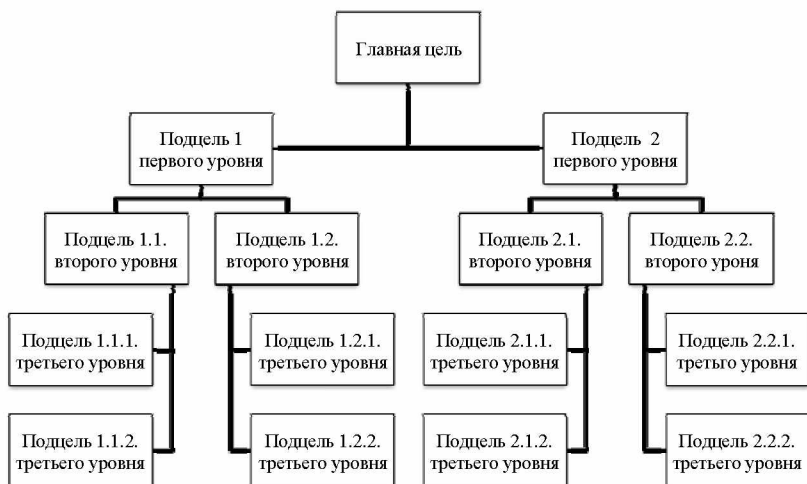 Главная цель
Подцель 1
первого уровня
Подцель 2
первого уровня
Подцель 1.1.
второго уровня
Подцель 1.2.
второго уровня
Подцель 2.1.
второго уровня
Подцель 2.2.
второго уроня
Подцель 1.1.1.
третьего уровня
Подцель 1.2.1.
третьего уровня
Подцель 2.1.1.
третьего уровня
Подцель 2.2.1.
третьго уровня
Подцель 1.1.2.
третьего уровня
Подцель 1.2.2.
третьего уровня
Подцель 2.1.2.
третьего уровня
Подцель 2.2.2.
третьего уровня